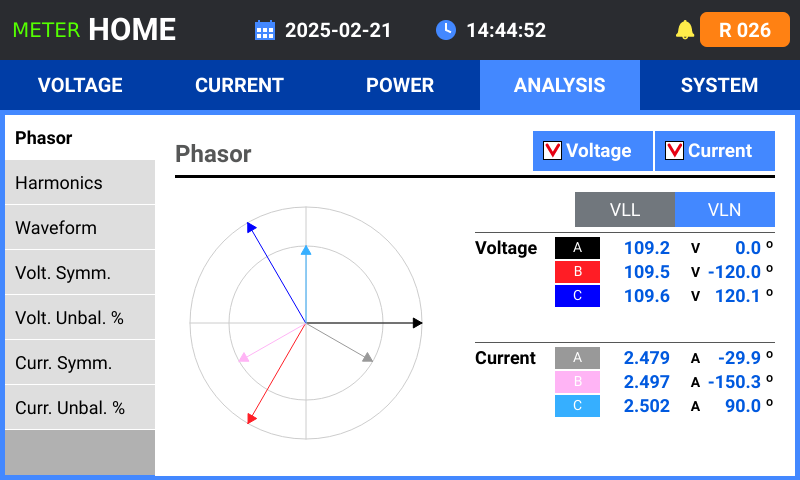 METER HOME 2025-02-21 14:44:52 R 026
VOLTAGE CURRENT POWER ANALYSIS SYSTEM
Phasor
Harmonics
Waveform
Volt. Symm.
Volt. Unbal. %
Curr. Symm.
Curr. Unbal. %
Phasor Voltage Current
VLL VLN
Voltage A 109.2 V 0.0 º
B 109.5 V -120.0 º
C 109.6 V 120.1 º
Current A 2.479 A -29.9 º
B 2.497 A -150.3 º
C 2.502 A 90.0 º